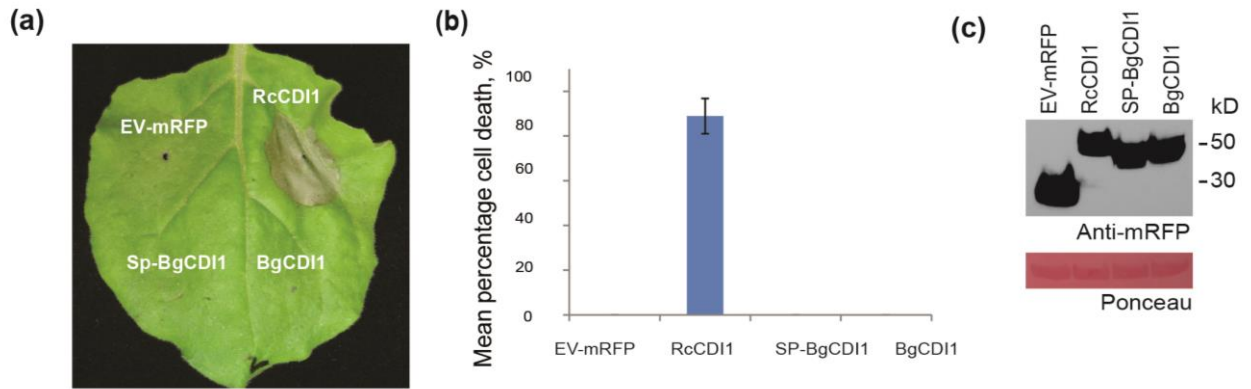 (a)
RcCDI1
EV-mRFP
Sp-BgCDI1
BgCDI1
(b)
Mean percentage cell death, %
100
80
60
40
20
0
EV-mRFP
RcCDI1
SP-BgCDI1
BgCDI1
(c)
EV-mRFP
RcCDI1
SP-BgCDI1
BgCDI1
kD
-50
-30
Anti-mRFP
Ponceau